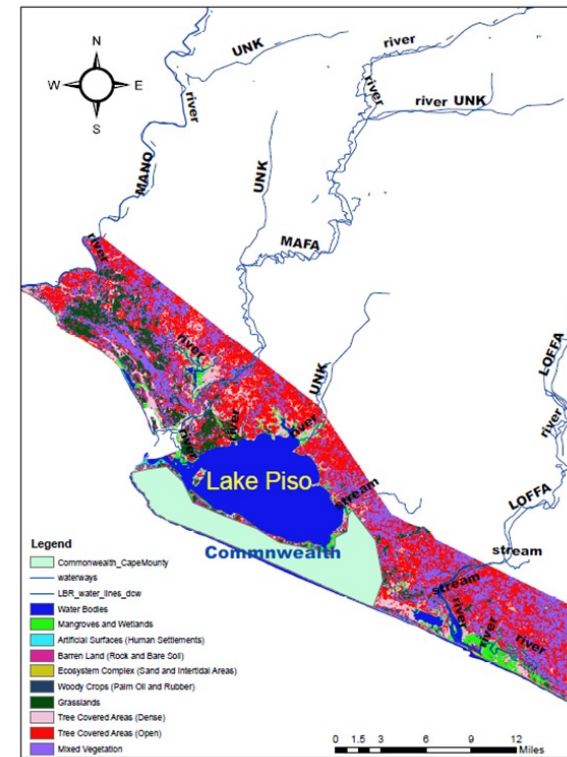 N
W E
S
UNK
river
river
river
river UNK
MANO
UNK
MAFA
river
LOFFA
river
UNK
river
river
river
river
Lake Piso
stream
LOFFA
Commnwealth
stream
stream
river
river
river
Legend
Commonwealth_CapeMounty
waterways
LBR_water_lines_dcw
Water Bodies
Mangroves and Wetlands
Artificial Surfaces (Human Settlements)
Barren Land (Rock and Bare Soil)
Ecosystem Complex (Sand and Intertidal Areas)
Woody Crops (Palm Oil and Rubber)
Grasslands
Tree Covered Areas (Dense)
Tree Covered Areas (Open)
Mixed Vegetation
0 1.5 3 6 9 12
Miles